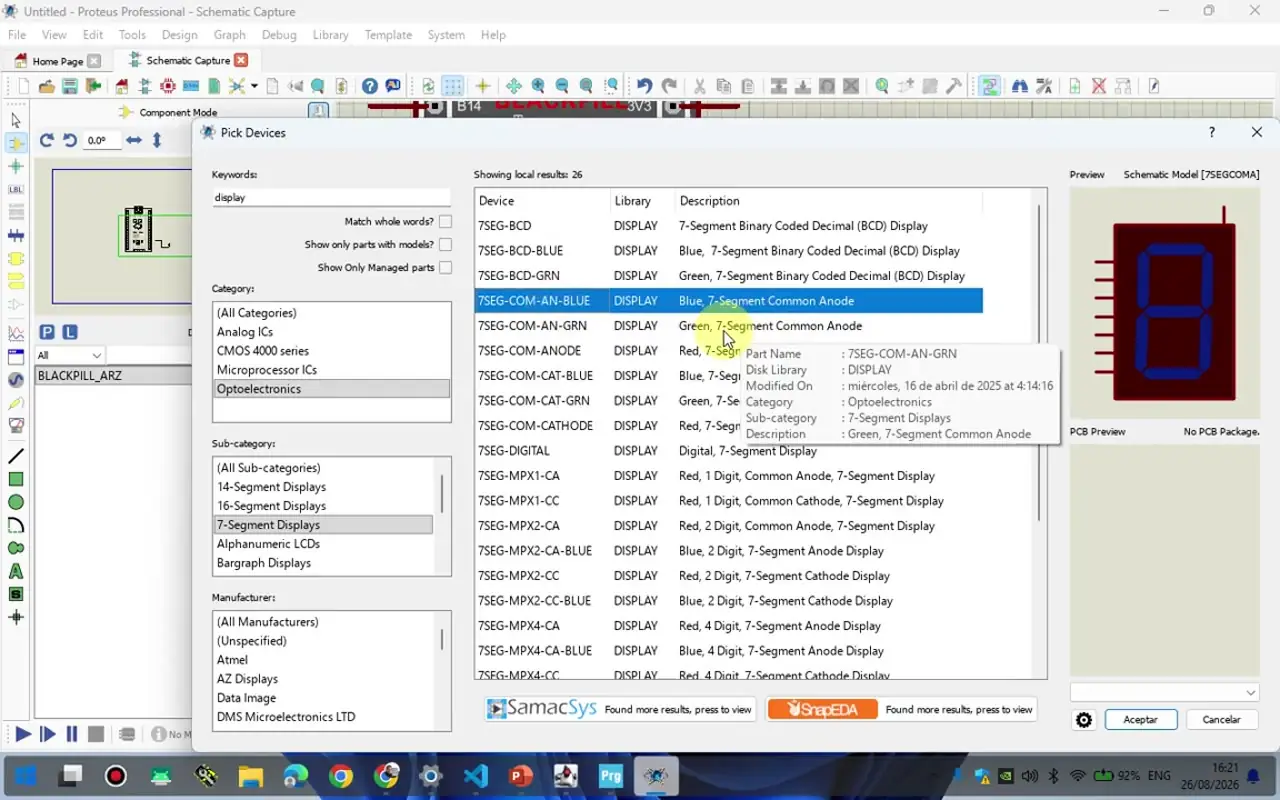 Untitled - Proteus Professional - Schematic Capture
File View Edit Tools Design Graph Debug Library Template System Help
Home Page Schematic Capture
Component Mode
B14 BLACKPILL 3V3
0.0°
LBL
Pick Devices
?
Keywords:
display
Match whole words?
Show only parts with models?
Show Only Managed parts
Category:
(All Categories)
Analog ICs
CMOS 4000 series
Microprocessor ICs
Optoelectronics
Sub-category:
(All Sub-categories)
14-Segment Displays
16-Segment Displays
7-Segment Displays
Alphanumeric LCDs
Bargraph Displays
Manufacturer:
(All Manufacturers)
(Unspecified)
Atmel
AZ Displays
Data Image
DMS Microelectronics LTD
P L
All
BLACKPILL_ARZ
Showing local results: 26
Device Library Description
7SEG-BCD DISPLAY 7-Segment Binary Coded Decimal (BCD) Display
7SEG-BCD-BLUE DISPLAY Blue, 7-Segment Binary Coded Decimal (BCD) Display
7SEG-BCD-GRN DISPLAY Green, 7-Segment Binary Coded Decimal (BCD) Display
7SEG-COM-AN-BLUE DISPLAY Blue, 7-Segment Common Anode
7SEG-COM-AN-GRN DISPLAY Green, 7-Segment Common Anode
7SEG-COM-ANODE DISPLAY Red, 7-Seg
7SEG-COM-CAT-BLUE DISPLAY Blue, 7-Se
7SEG-COM-CAT-GRN DISPLAY Green, 7-S
7SEG-COM-CATHODE DISPLAY Red, 7-Seg
7SEG-DIGITAL DISPLAY Digital, 7-Segment Display
7SEG-MPX1-CA DISPLAY Red, 1 Digit, Common Anode, 7-Segment Display
7SEG-MPX1-CC DISPLAY Red, 1 Digit, Common Cathode, 7-Segment Display
7SEG-MPX2-CA DISPLAY Red, 2 Digit, Common Anode, 7-Segment Display
7SEG-MPX2-CA-BLUE DISPLAY Blue, 2 Digit, 7-Segment Anode Display
7SEG-MPX2-CC DISPLAY Red, 2 Digit, 7-Segment Cathode Display
7SEG-MPX2-CC-BLUE DISPLAY Blue, 2 Digit, 7-Segment Cathode Display
7SEG-MPX4-CA DISPLAY Red, 4 Digit, 7-Segment Anode Display
7SEG-MPX4-CA-BLUE DISPLAY Blue, 4 Digit, 7-Segment Anode Display
7SEG-MPX4-CC DISPLAY Red, 4 Digit, 7-Segment Cathode Display
Part Name : 7SEG-COM-AN-GRN
Disk Library : DISPLAY
Modified On : miércoles, 16 de abril de 2025 at 4:14:16
Category : Optoelectronics
Sub-category : 7-Segment Displays
Description : Green, 7-Segment Common Anode
SamacSys Found more results, press to view
SnapEDA Found more results, press to view
Preview Schematic Model [7SEGCOMA]
PCB Preview No PCB Package.
Aceptar Cancelar
No M
Prg
92% ENG
16:21
26/08/2026